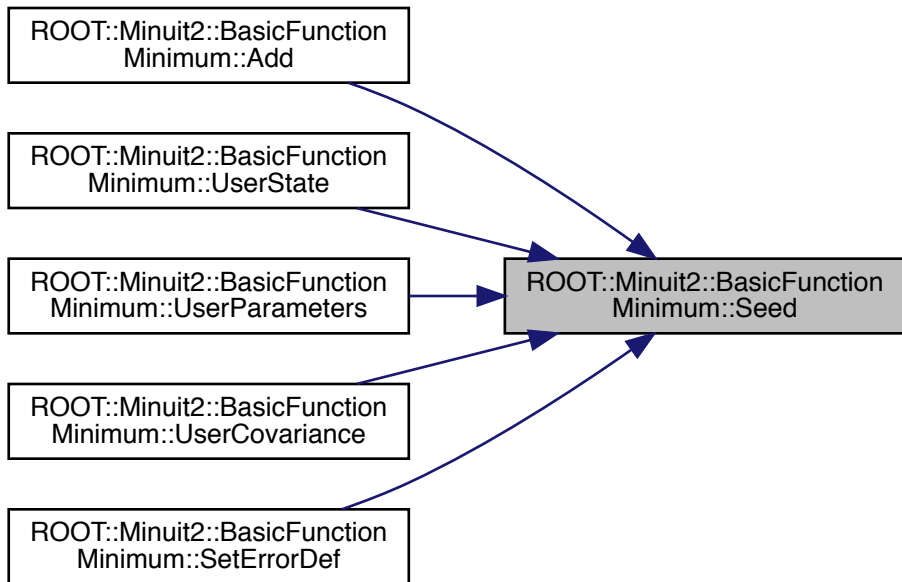 ROOT::Minuit2::BasicFunction
Minimum::Add
ROOT::Minuit2::BasicFunction
Minimum::UserState
ROOT::Minuit2::BasicFunction
Minimum::UserParameters
ROOT::Minuit2::BasicFunction
Minimum::Seed
ROOT::Minuit2::BasicFunction
Minimum::UserCovariance
ROOT::Minuit2::BasicFunction
Minimum::SetErrorDef